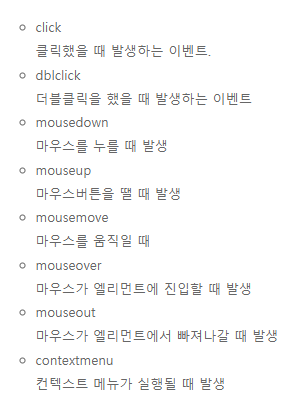 click
클릭했을 때 발생하는 이벤트.
dblclick
더블클릭을 했을 때 발생하는 이벤트
mousedown
마우스를 누를 때 발생
mouseup
마우스버튼을 땔 때 발생
mousemove
마우스를 움직일 때
mouseover
마우스가 엘리먼트에 진입할 때 발생
mouseout
마우스가 엘리먼트에서 빠져나갈 때 발생
contextmenu
컨텍스트 메뉴가 실행될 때 발생